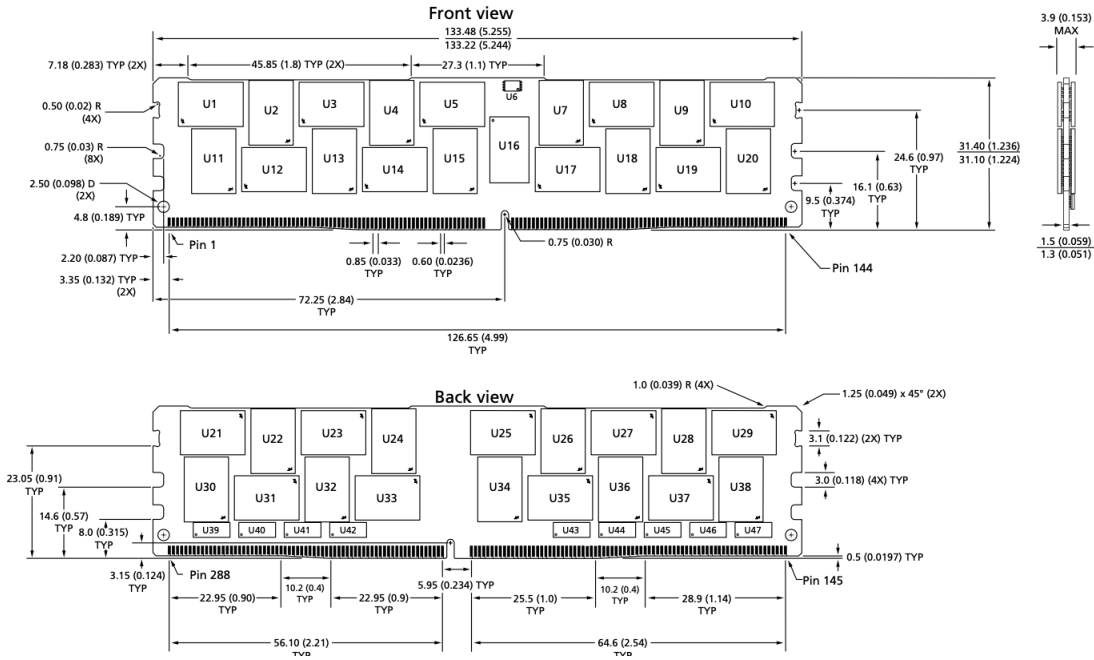 Front view
133.48 (5.255)
133.22 (5.244)
3.9 (0.153)
MAX
7.18 (0.283) TYP (2X)
45.85 (1.8) TYP (2X)
27.3 (1.1) TYP
U1
U2
U3
U4
U5
U6
U7
U8
U9
U10
0.50 (0.02) R
(4X)
U11
U12
U13
U14
U15
U16
U17
U18
U19
U20
0.75 (0.03) R
(8X)
2.50 (0.098) D
(2X)
4.8 (0.189) TYP
31.40 (1.236)
31.10 (1.224)
24.6 (0.97)
TYP
16.1 (0.63)
TYP
9.5 (0.374)
TYP
Pin 1
2.20 (0.087) TYP
3.35 (0.132) TYP
(2X)
0.85 (0.033)
TYP
0.60 (0.0236)
TYP
0.75 (0.030) R
Pin 144
1.5 (0.059)
1.3 (0.051)
72.25 (2.84)
TYP
126.65 (4.99)
TYP
Back view
1.0 (0.039) R (4X)
1.25 (0.049) x 45° (2X)
U21
U22
U23
U24
U25
U26
U27
U28
U29
3.1 (0.122) (2X) TYP
23.05 (0.91)
TYP
U30
U31
U32
U33
U34
U35
U36
U37
U38
3.0 (0.118) (4X) TYP
14.6 (0.57)
TYP
8.0 (0.315)
TYP
U39
U40
U41
U42
U43
U44
U45
U46
U47
3.15 (0.124)
TYP
Pin 288
5.95 (0.234) TYP
Pin 145
0.5 (0.0197) TYP
22.95 (0.90)
TYP
10.2 (0.4)
TYP
22.95 (0.9)
TYP
25.5 (1.0)
TYP
10.2 (0.4)
TYP
28.9 (1.14)
TYP
56.10 (2.21)
TYP
64.6 (2.54)
TYP